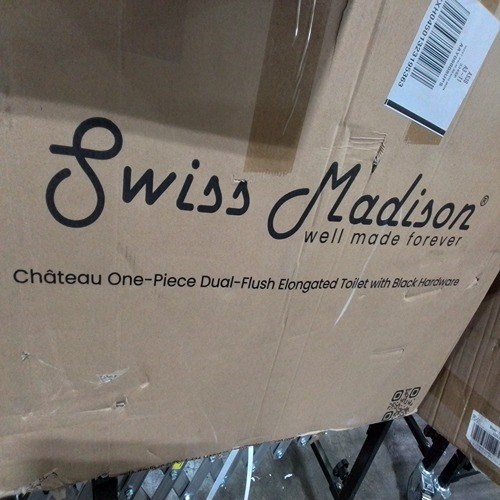 Swiss Madison®
well made forever
Château One-Piece Dual-Flush Elongated Toilet with Black Hardware